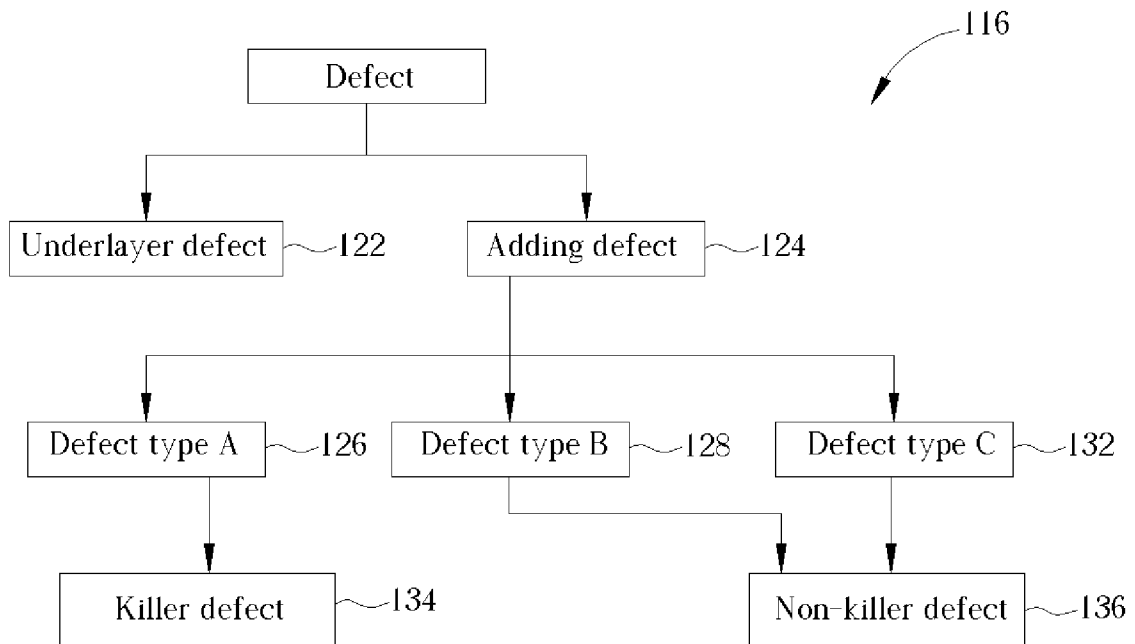 116
Defect
Underlayer defect 122
Adding defect 124
Defect type A 126
Defect type B 128
Defect type C 132
Killer defect 134
Non-killer defect 136